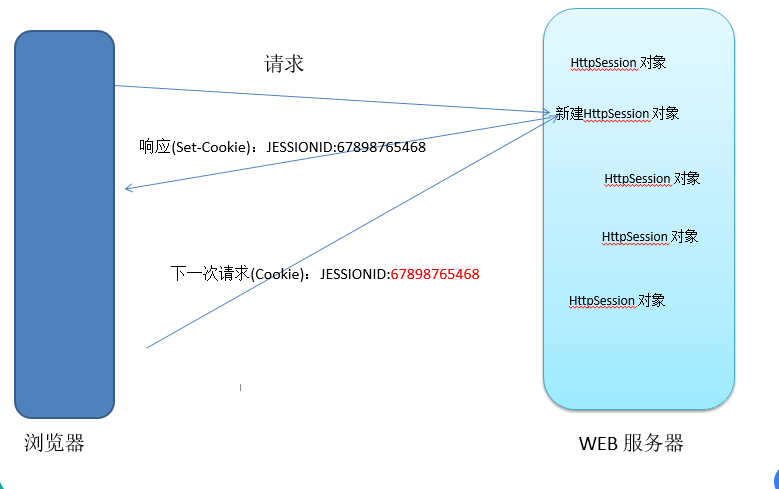 请求
HttpSession 对象
新建HttpSession 对象
响应(Set-Cookie)：JESSIONID:67898765468
HttpSession 对象
HttpSession 对象
下一次请求(Cookie)：JESSIONID:67898765468
HttpSession 对象
浏览器
WEB 服务器